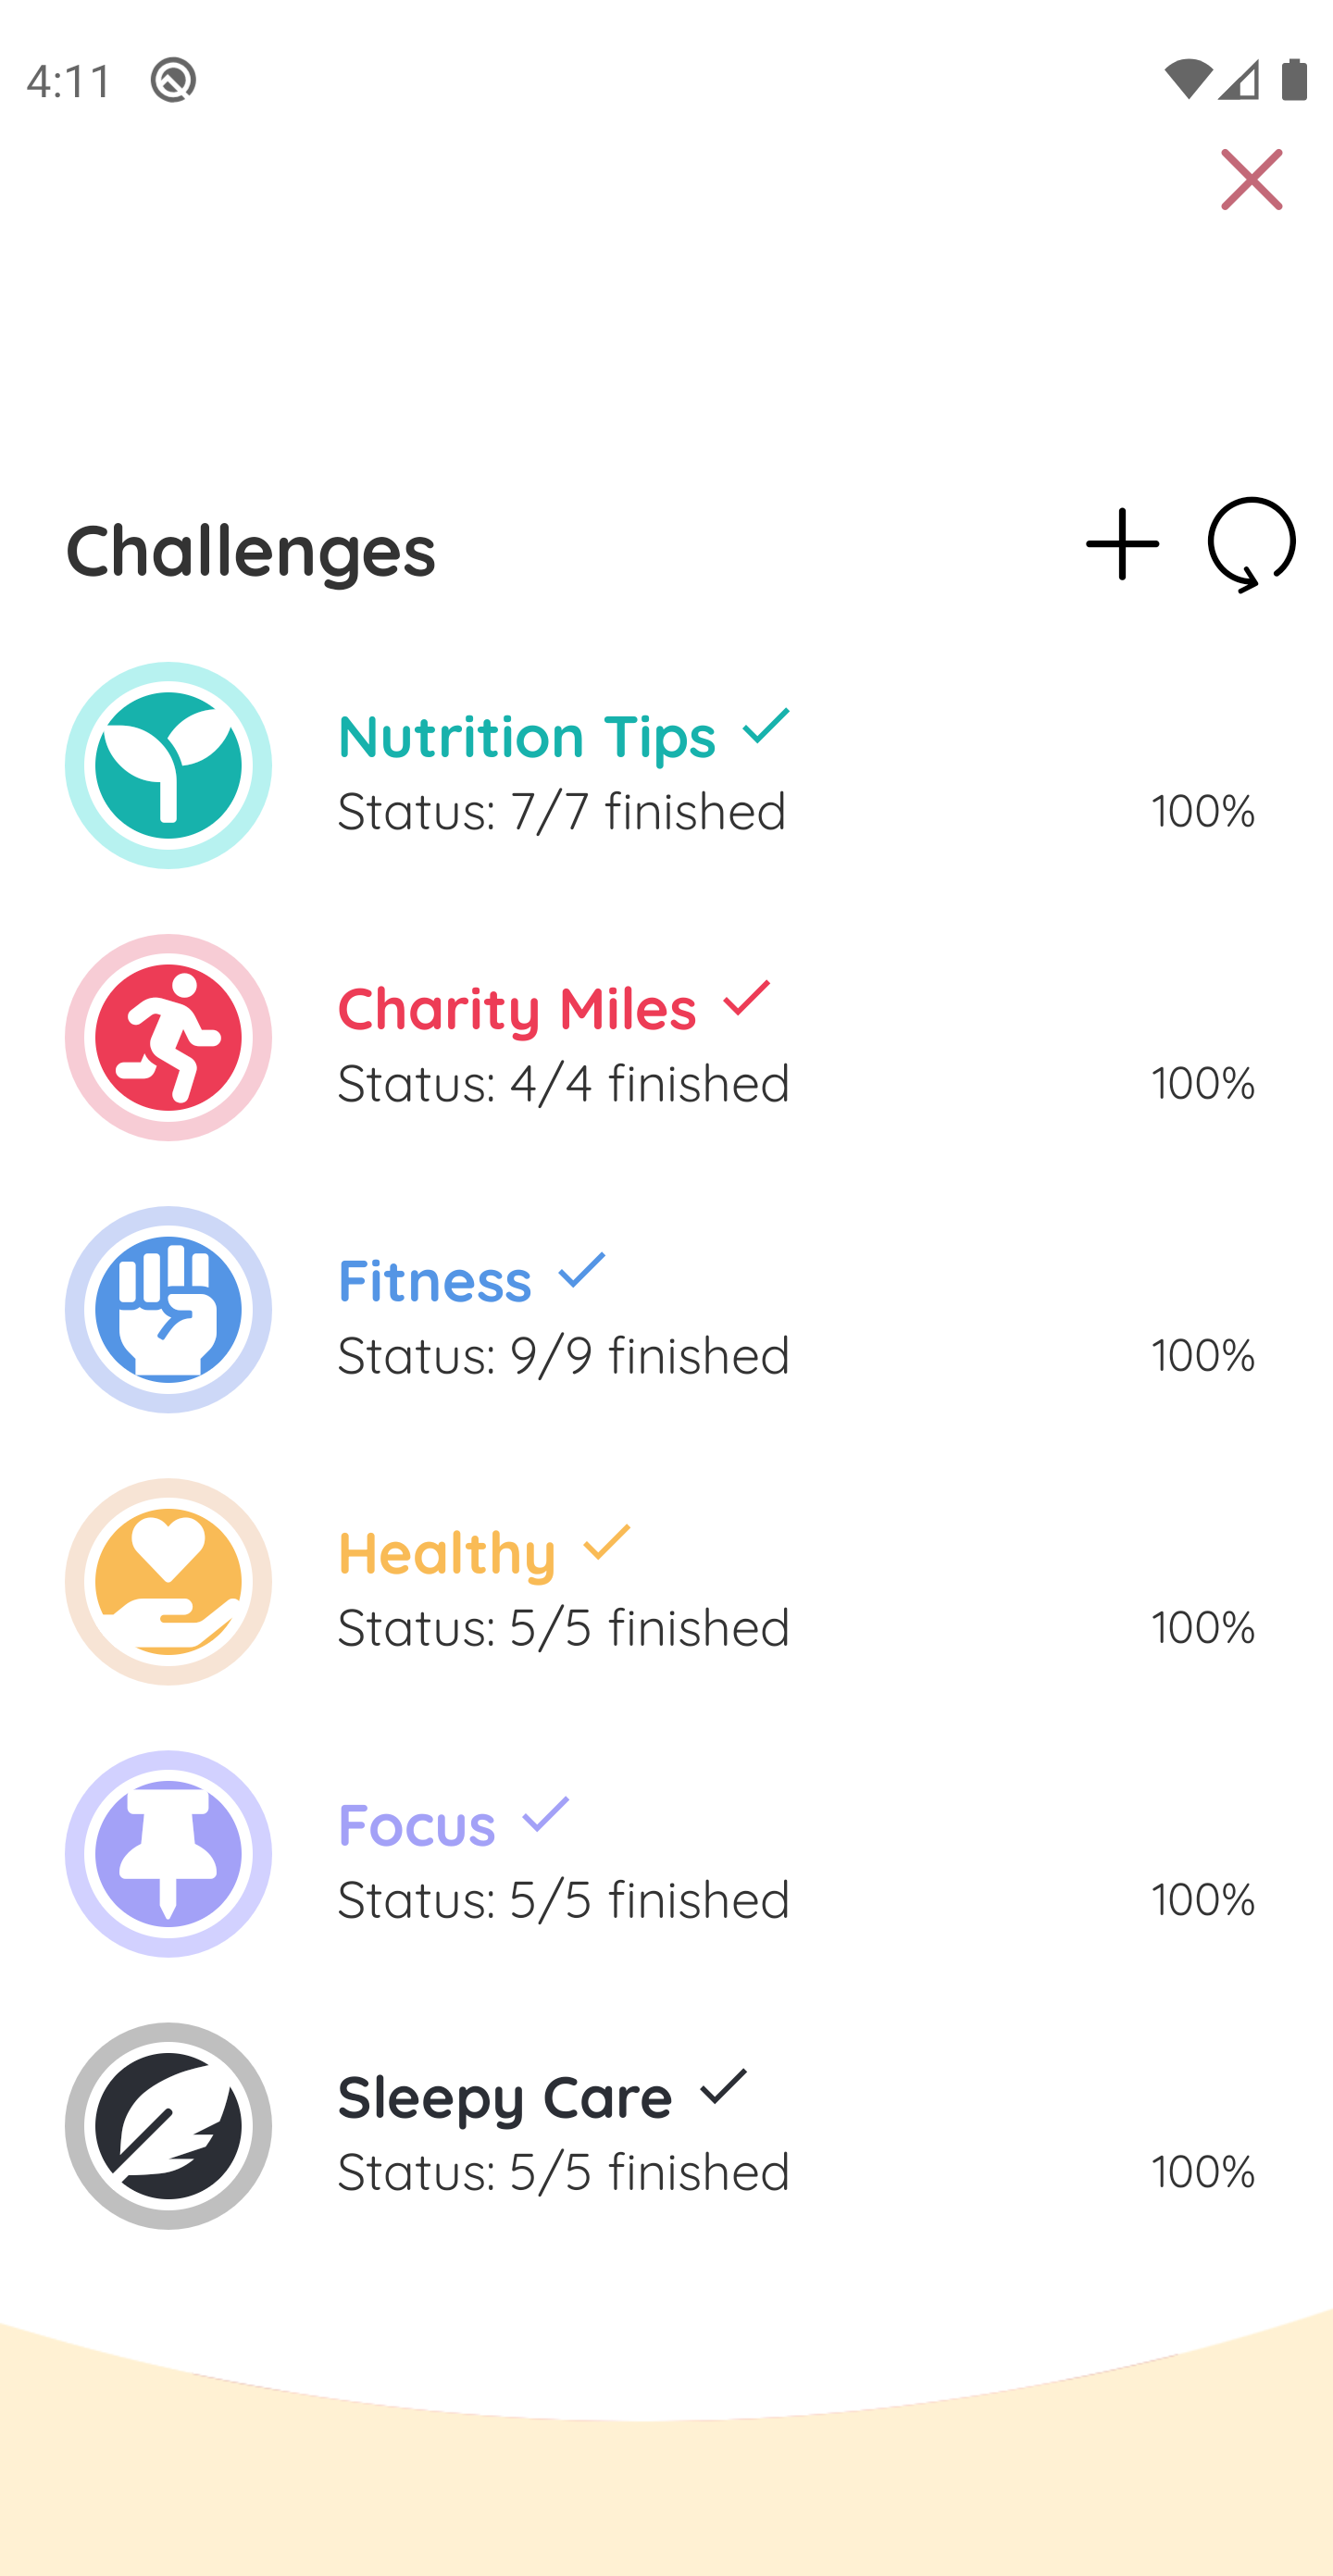 4:11
Challenges
Nutrition Tips
Status: 7/7 finished
100%
Charity Miles
Status: 4/4 finished
100%
Fitness
Status: 9/9 finished
100%
Healthy
Status: 5/5 finished
100%
Focus
Status: 5/5 finished
100%
Sleepy Care
Status: 5/5 finished
100%